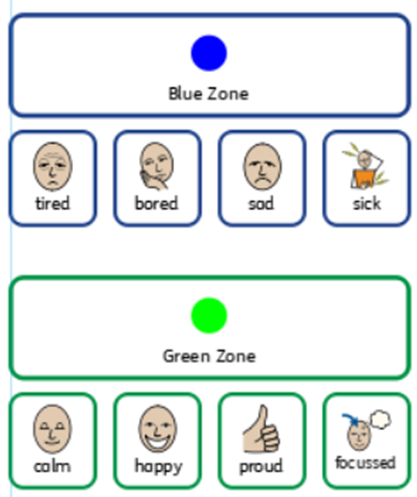 Blue Zone
tired bored sad sick
Green Zone
calm happy proud focussed